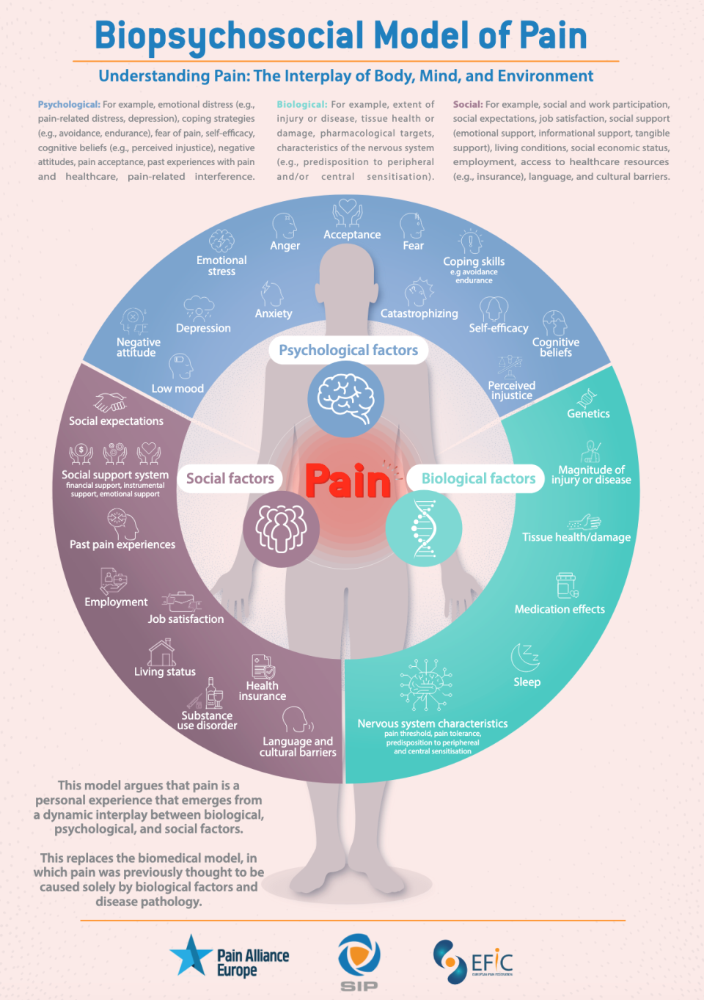 Biopsychosocial Model of Pain
Understanding Pain: The Interplay of Body, Mind, and Environment
Psychological: For example, emotional distress (e.g.,
pain-related distress, depression), coping strategies
(e.g., avoidance, endurance), fear of pain, self-efficacy,
cognitive beliefs (e.g., perceived injustice), negative
attitudes, pain acceptance, past experiences with pain
and healthcare, pain-related interference.
Biological: For example, extent of
injury or disease, tissue health or
damage, pharmacological targets,
characteristics of the nervous system
(e.g., predisposition to peripheral
and/or central sensitisation).
Social: For example, social and work participation,
social expectations, job satisfaction, social support
(emotional support, informational support, tangible
support), living conditions, social economic status,
employment, access to healthcare resources
(e.g., insurance), language, and cultural barriers.
Acceptance
Anger
Fear
Emotional
stress
Coping skills
e.g avoidance
endurance
Anxiety
Catastrophizing
Depression
Self-efficacy
Negative
attitude
Cognitive
beliefs
Low mood
Perceived
injustice
Psychological factors
Social factors
Pain
Biological factors
Social expectations
$
Social support system
financial support, instrumental
support, emotional support
Past pain experiences
Employment
Job satisfaction
Living status
Health
insurance
Substance
use disorder
Language and
cultural barriers
Genetics
Magnitude of
injury or disease
Tissue health/damage
Medication effects
Z Z Z
Sleep
Nervous system characteristics
pain threshold, pain tolerance,
predisposition to periphereal
and central sensitisation
This model argues that pain is a
personal experience that emerges from
a dynamic interplay between biological,
psychological, and social factors.
This replaces the biomedical model, in
which pain was previously thought to be
caused solely by biological factors and
disease pathology.
Pain Alliance
Europe
SIP
EFiC
EUROPEAN PAIN FEDERATION